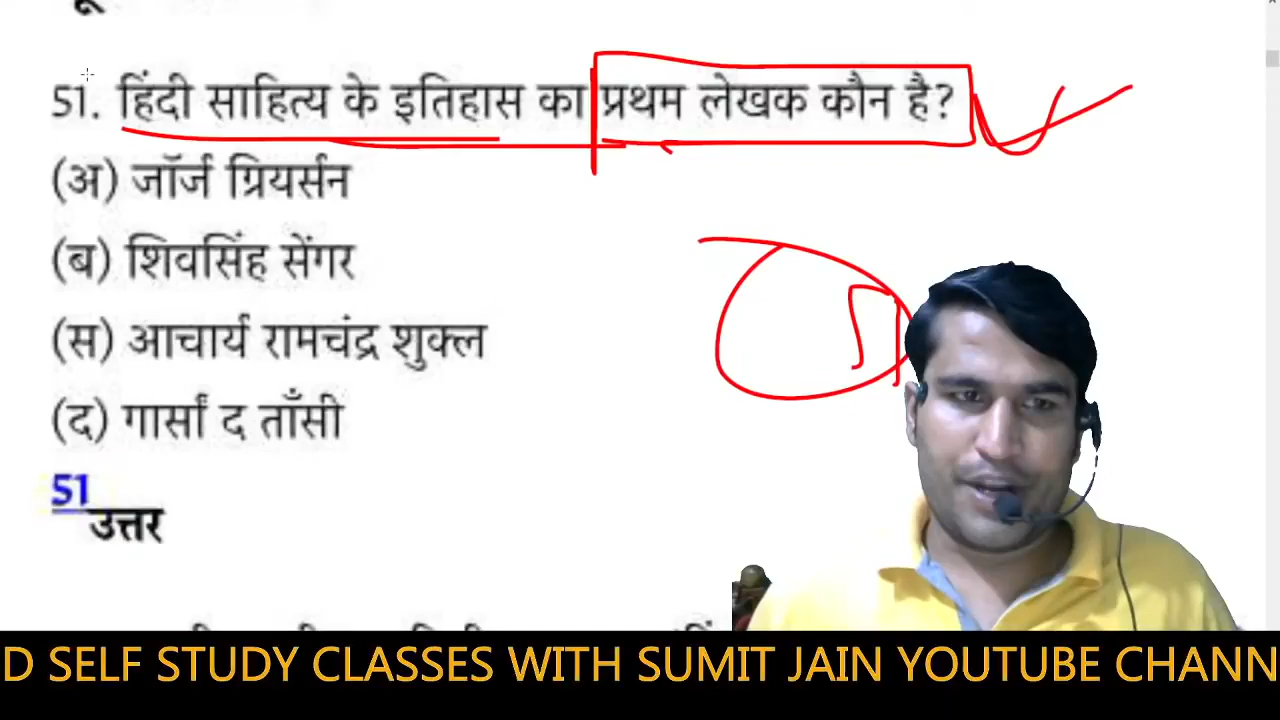 51. हिंदी साहित्य के इतिहास का प्रथम लेखक कौन है?
(अ) जॉर्ज ग्रियर्सन
(ब) शिवसिंह सेंगर
(स) आचार्य रामचंद्र शुक्ल
(द) गार्सां द ताँसी
51
उत्तर
D SELF STUDY CLASSES WITH SUMIT JAIN YOUTUBE CHANN